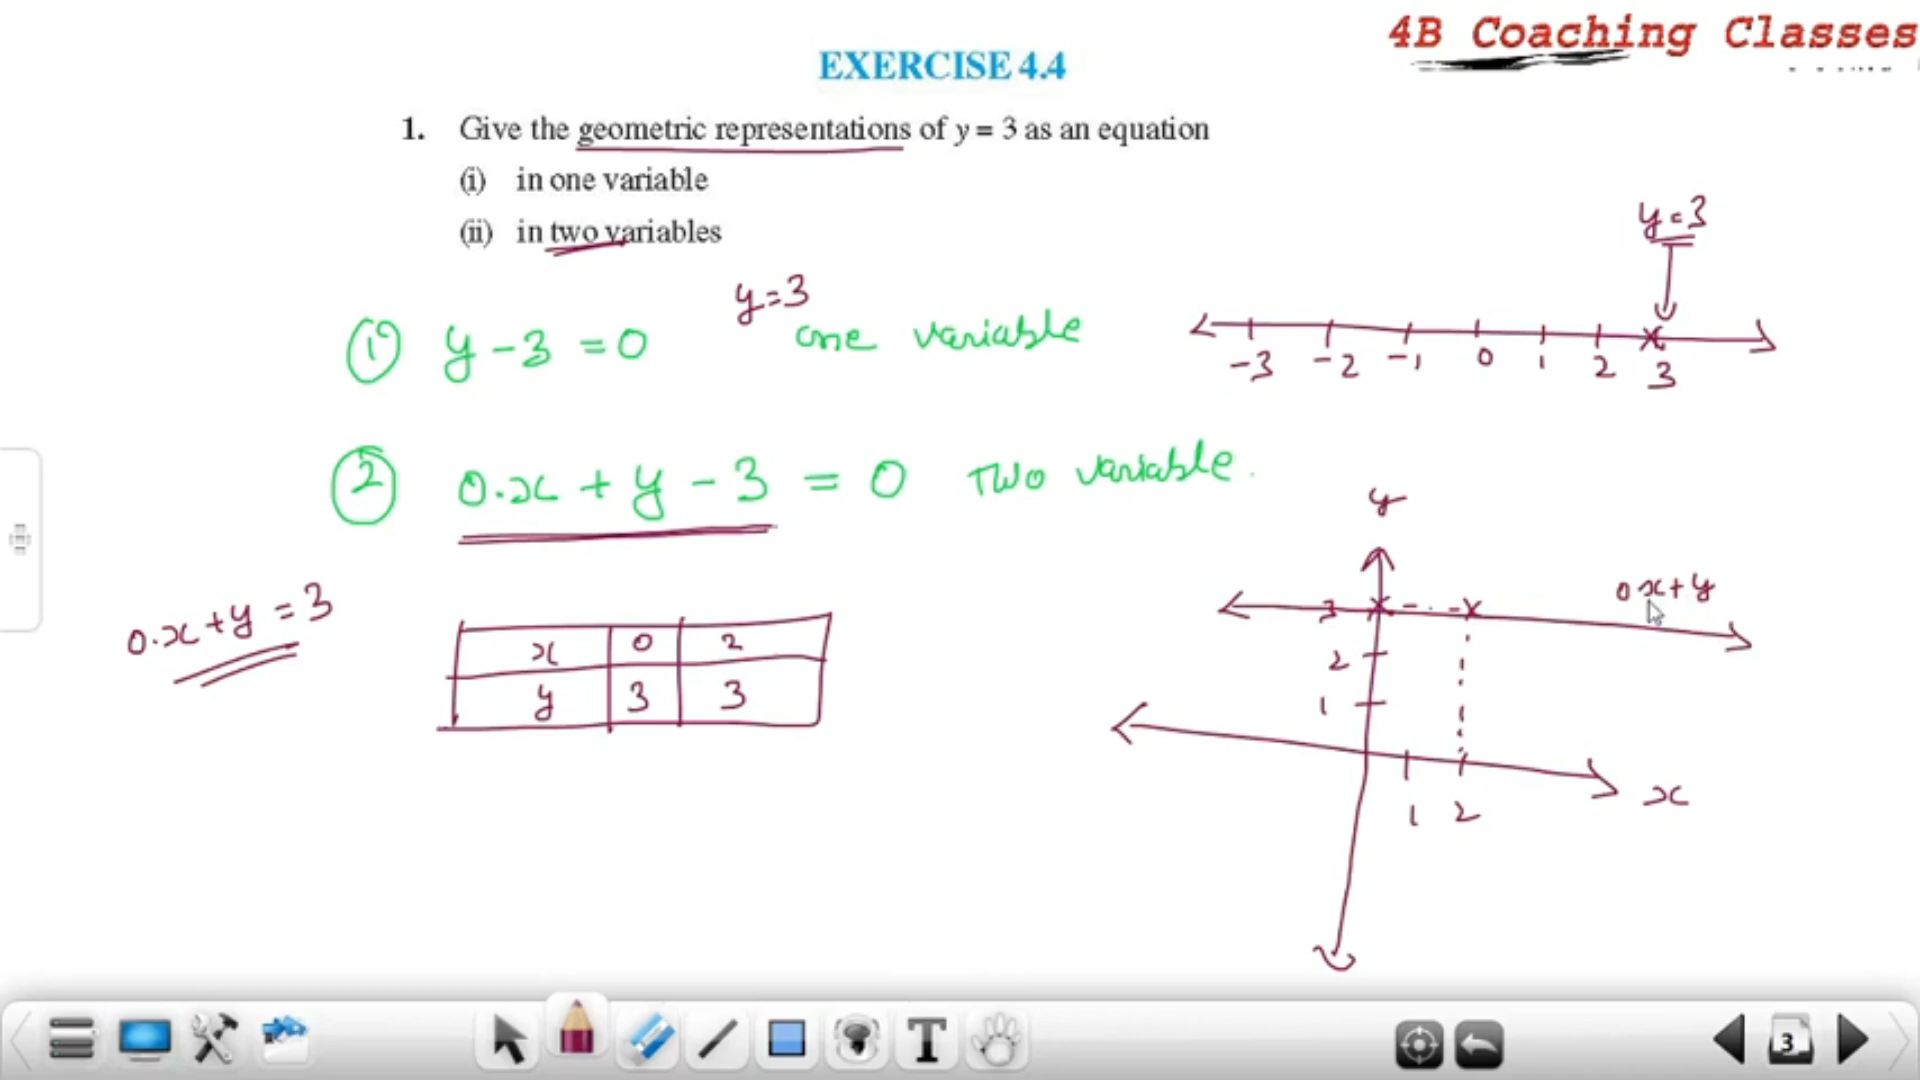 4B Coaching Classes
EXERCISE 4.4
1. Give the geometric representations of y = 3 as an equation
(i) in one variable
(ii) in two variables
y=3
y=3
① y - 3 = 0 one variable
-3 -2 -1 0 1 2 3
② 0.x + y - 3 = 0 Two variable.
y
0.x + y = 3
0x+y
x 0 2
y 3 3
3
2
1
x
1 2
T
3